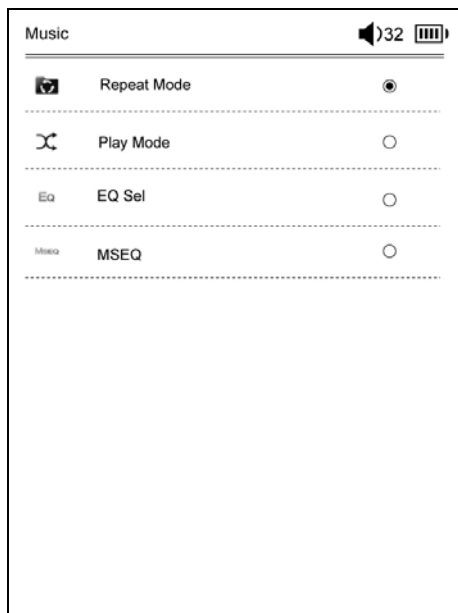 Music 32
Repeat Mode
Play Mode
EQ EQ Sel
MSEQ MSEQ